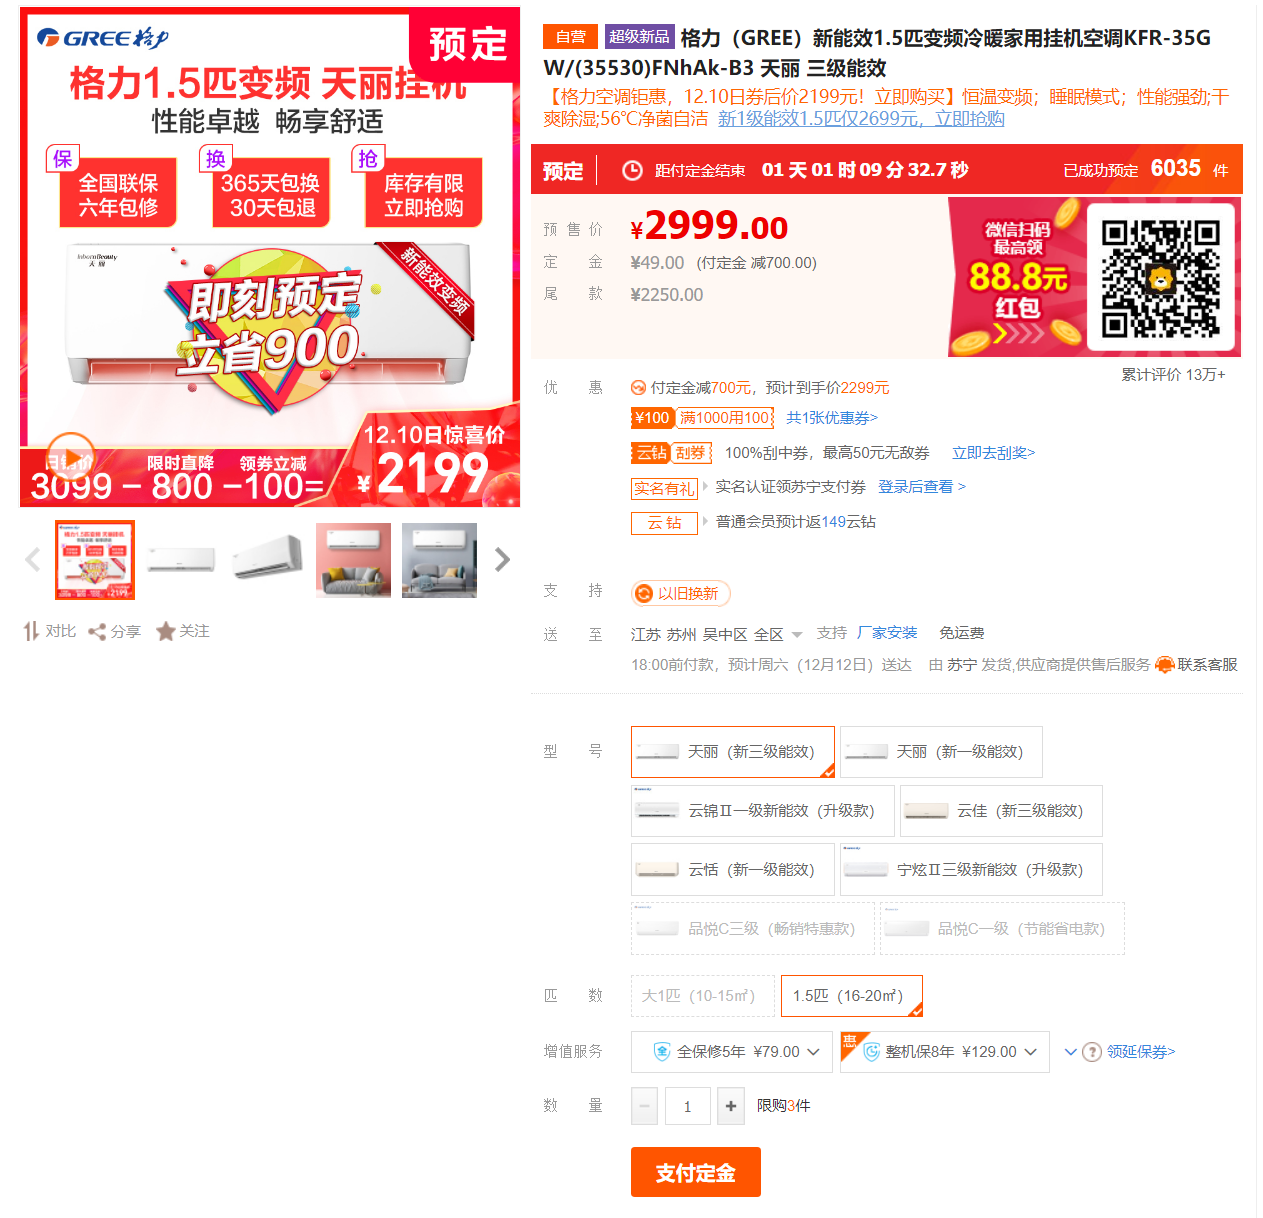 GREE格力
预定
格力1.5匹变频 天丽挂机
性能卓越 畅享舒适
保
全国联保
六年包修
换
365天包换
30天包退
抢
库存有限
立即抢购
InbornBeauty
天丽
新能效变频
即刻预定
立省900
12.10日惊喜价
¥2199
日销价
3099
－
限时直降
800
－
领券立减
100=
对比
分享
关注
自营
超级新品
格力（GREE）新能效1.5匹变频冷暖家用挂机空调KFR-35G
W/(35530)FNhAk-B3 天丽 三级能效
【格力空调钜惠，12.10日券后价2199元！立即购买】恒温变频；睡眠模式；性能强劲;干
爽除湿;56°C净菌自洁 新1级能效1.5匹仅2699元，立即抢购
预定
距付定金结束 01 天 01 时 09 分 32.7 秒
已成功预定 6035 件
预售价 ¥2999.00
定金 ¥49.00 (付定金 减700.00)
尾款 ¥2250.00
微信扫码
最高领
88.8元
红包
累计评价 13万+
优惠 付定金减700元，预计到手价2299元
¥100 满1000用100 共1张优惠券>
云钻 刮券 100%刮中券，最高50元无敌券 立即去刮奖>
实名有礼 实名认证领苏宁支付券 登录后查看 >
云钻 普通会员预计返149云钻
支持 以旧换新
送至 江苏 苏州 吴中区 全区 支持 厂家安装 免运费
18:00前付款，预计周六（12月12日）送达 由 苏宁 发货,供应商提供售后服务 联系客服
型号 天丽（新三级能效） 天丽（新一级能效）
云锦II一级新能效（升级款） 云佳（新三级能效）
云恬（新一级能效） 宁炫II三级新能效（升级款）
品悦C三级（畅销特惠款） 品悦C一级（节能省电款）
匹数 大1匹（10-15㎡） 1.5匹（16-20㎡）
增值服务 全 全保修5年 ¥79.00 惠 整机保8年 ¥129.00 ? 领延保券>
数量 − 1 + 限购3件
支付定金